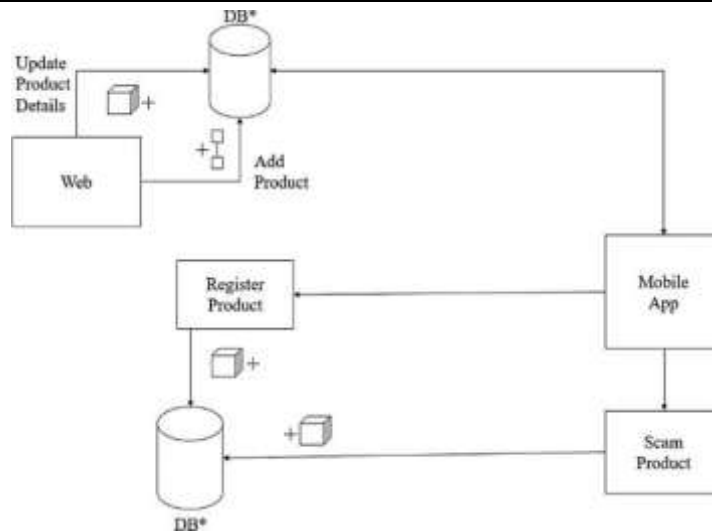 DB*
Update
Product
Details
+
+
Add
Product
Web
Register
Product
Mobile
App
+
+
Scam
Product
DB*